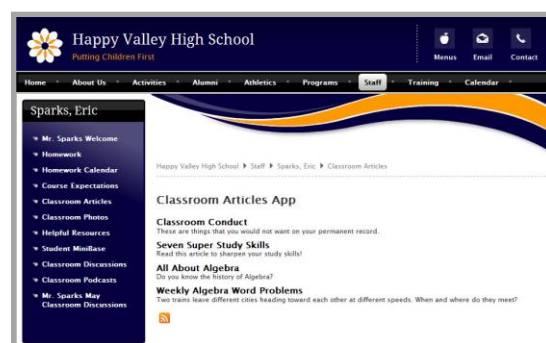 Happy Valley High School
Putting Children First
Menus Email Contact
Home About Us Activities Alumni Athletics Programs Staff Training Calendar
Sparks, Eric
Mr. Sparks Welcome
Homework
Homework Calendar
Course Expectations
Classroom Articles
Classroom Photos
Helpful Resources
Student MiniBase
Classroom Discussions
Classroom Podcasts
Mr. Sparks May
Classroom Discussions
Happy Valley High School Staff Sparks, Eric Classroom Articles
Classroom Articles App
Classroom Conduct
These are things that you would not want on your permanent record.
Seven Super Study Skills
Read this article to sharpen your study skills!
All About Algebra
Do you know the history of Algebra?
Weekly Algebra Word Problems
Two trains leave different cities heading toward each other at different speeds. When and where do they meet?